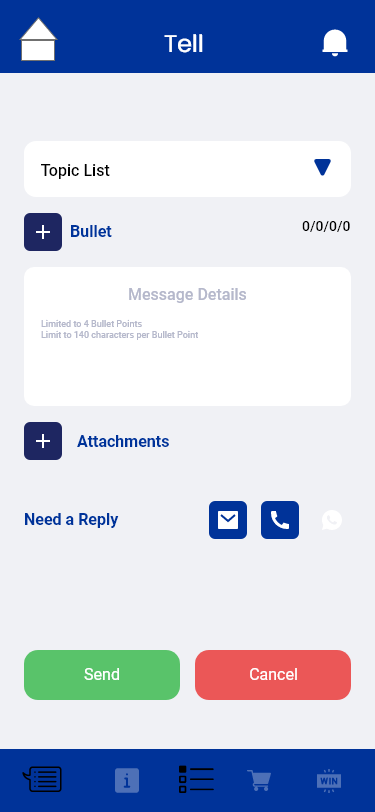 Tell
Topic List
Bullet
0/0/0/0
Message Details
Limited to 4 Bullet Points
Limit to 140 characters per Bullet Point
Attachments
Need a Reply
Send Cancel
WIN